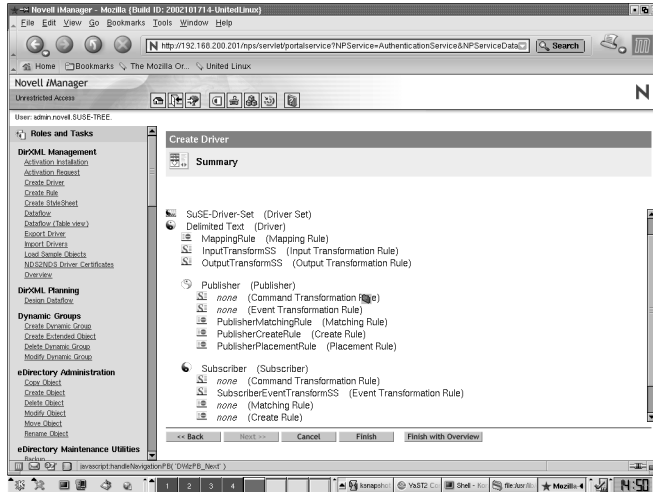 Novell iManager - Mozilla {Build ID: 2002101714-UnitedLinux}
File Edit View Go Bookmarks Tools Window Help
http://192.168.200.201/nps/servlet/portalservice?NPService=AuthenticationService&NPServiceData
Search
Home Bookmarks The Mozilla Or... United Linux
Novell iManager
Unrestricted Access
N
User: admin.novell.SUSE-TREE.
Roles and Tasks
DirXML Management
Activation Installation
Activation Request
Create Driver
Create Rule
Create StyleSheet
Dataflow
Dataflow (Table view)
Export Driver
Import Drivers
Load Sample Objects
NDS2NDS Driver Certificates
Overview
DirXML Planning
Design Dataflow
Dynamic Groups
Create Dynamic Group
Create Extended Object
Delete Dynamic Group
Modify Dynamic Group
eDirectory Administration
Copy Object
Create Object
Delete Object
Modify Object
Move Object
Rename Object
eDirectory Maintenance Utilities
Backup
Create Driver
Summary
SuSE-Driver-Set (Driver Set)
Delimited Text (Driver)
MappingRule (Mapping Rule)
InputTransformSS (Input Transformation Rule)
OutputTransformSS (Output Transformation Rule)
Publisher (Publisher)
none (Command Transformation Rule)
none (Event Transformation Rule)
PublisherMatchingRule (Matching Rule)
PublisherCreateRule (Create Rule)
PublisherPlacementRule (Placement Rule)
Subscriber (Subscriber)
none (Command Transformation Rule)
SubscriberEventTransformSS (Event Transformation Rule)
none (Matching Rule)
none (Create Rule)
<< Back Next >> Cancel Finish Finish with Overview
javascript:handleNavigationPB( 'DWizPB_Next' )
1 2 3 4 ksnapshot YaST2 Shell - Kon Mozilla 14:50